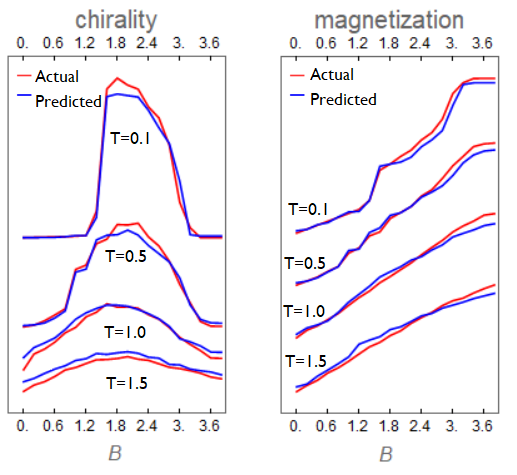 chirality
0. 0.6 1.2 1.8 2.4 3. 3.6
Actual
Predicted
T=0.1
T=0.5
T=1.0
T=1.5
0. 0.6 1.2 1.8 2.4 3. 3.6
B
magnetization
0. 0.6 1.2 1.8 2.4 3. 3.6
Actual
Predicted
T=0.1
T=0.5
T=1.0
T=1.5
0. 0.6 1.2 1.8 2.4 3. 3.6
B